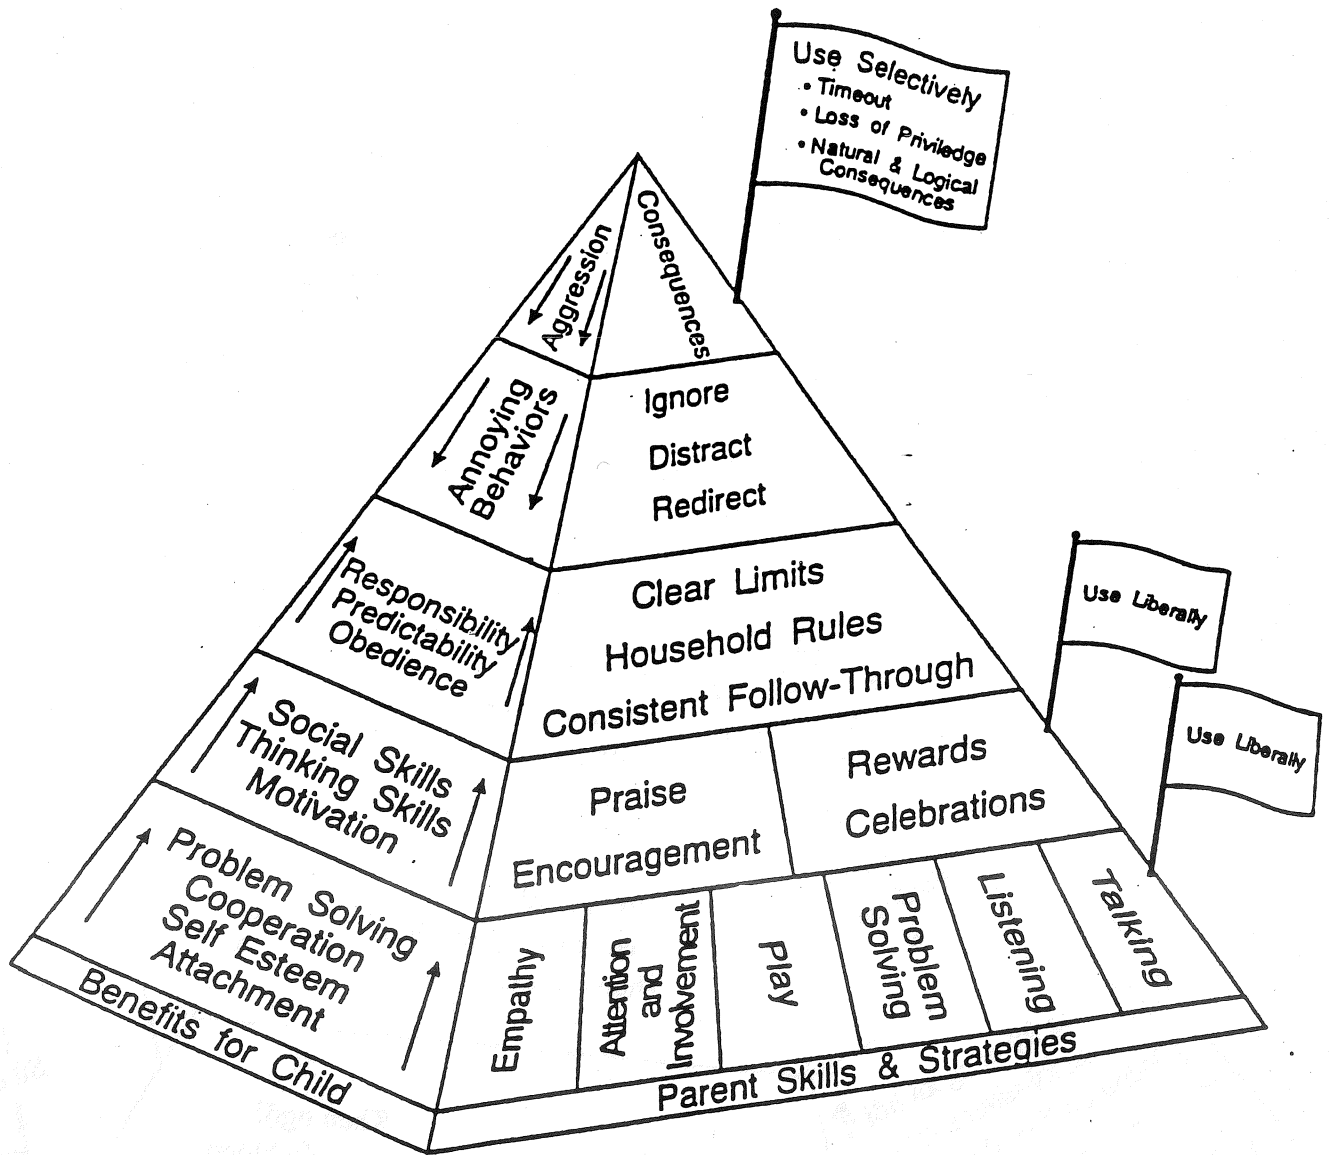 Use Selectively
• Timeout
• Loss of Priviledge
• Natural & Logical
Consequences
Aggression
Consequences
Annoying
Behaviors
Ignore
Distract
Redirect
Responsibility
Predictability
Obedience
Clear Limits
Household Rules
Consistent Follow-Through
Use Liberally
Social Skills
Thinking Skills
Motivation
Praise
Encouragement
Rewards
Celebrations
Use Liberally
Problem Solving
Cooperation
Self Esteem
Attachment
Empathy
Attention
and
Involvement
Play
Problem
Solving
Listening
Talking
Benefits for Child
Parent Skills & Strategies